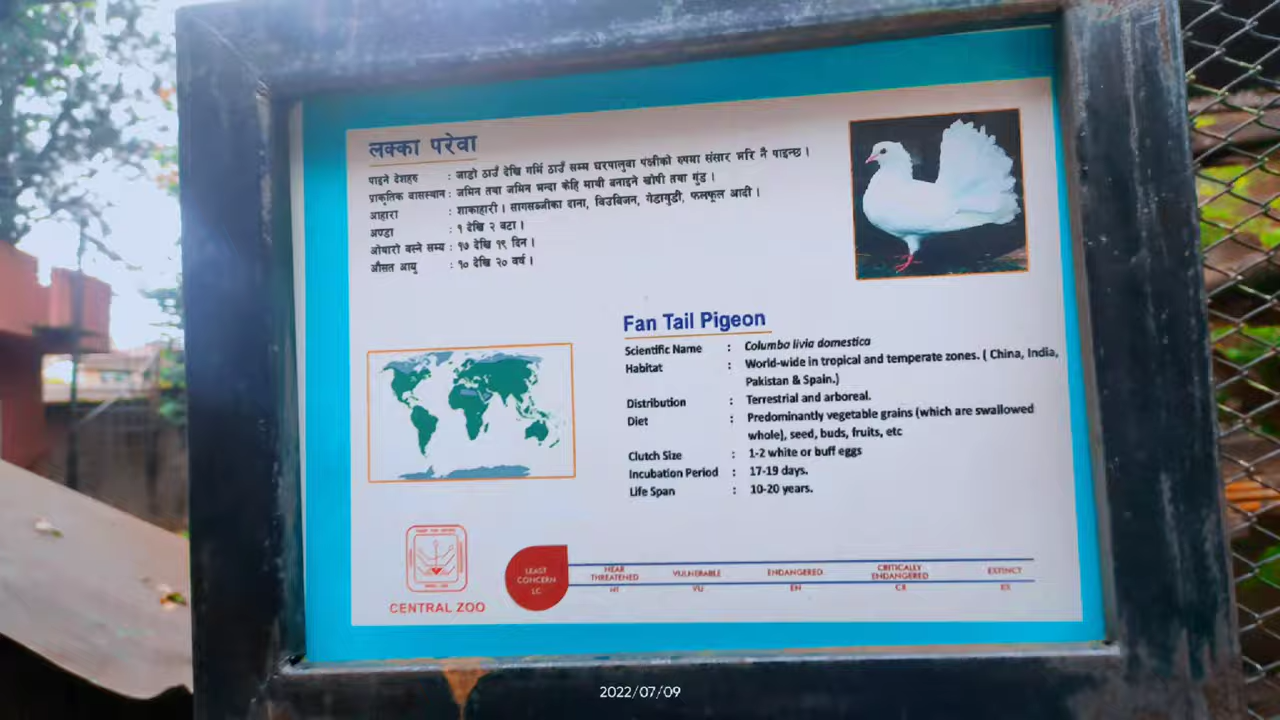 लक्का परेवा
पाइने देशहरु : जाडो ठाउँ देखि गर्मि ठाउँ सम्म घरपालुवा पंक्षीको रुपमा संसार भरि नै पाइन्छ ।
प्राकृतिक बासस्थान : जमिन तथा जमिन भन्दा केहि माथी बनाइने खोपी तथा गुंड ।
आहारा : शाकाहारी । सागसब्जीका दाना, बिउबिजन, गेडागुडी, फलफूल आदी ।
अण्डा : १ देखि २ वटा ।
ओथारो बस्ने सम्य : १७ देखि १९ दिन ।
औसत आयु : १० देखि २० वर्ष ।
Fan Tail Pigeon
Scientific Name : Columba livia domestica
Habitat : World-wide in tropical and temperate zones. ( China, India,
Pakistan & Spain.)
Distribution : Terrestrial and arboreal.
Diet : Predominantly vegetable grains (which are swallowed
whole), seed, buds, fruits, etc
Clutch Size : 1-2 white or buff eggs
Incubation Period : 17-19 days.
Life Span : 10-20 years.
CENTRAL ZOO
LEAST
CONCERN
LC
NEAR
THREATENED
NT
VULNERABLE
VU
ENDANGERED
EN
CRITICALLY
ENDANGERED
CR
EXTINCT
EX
2022/07/09